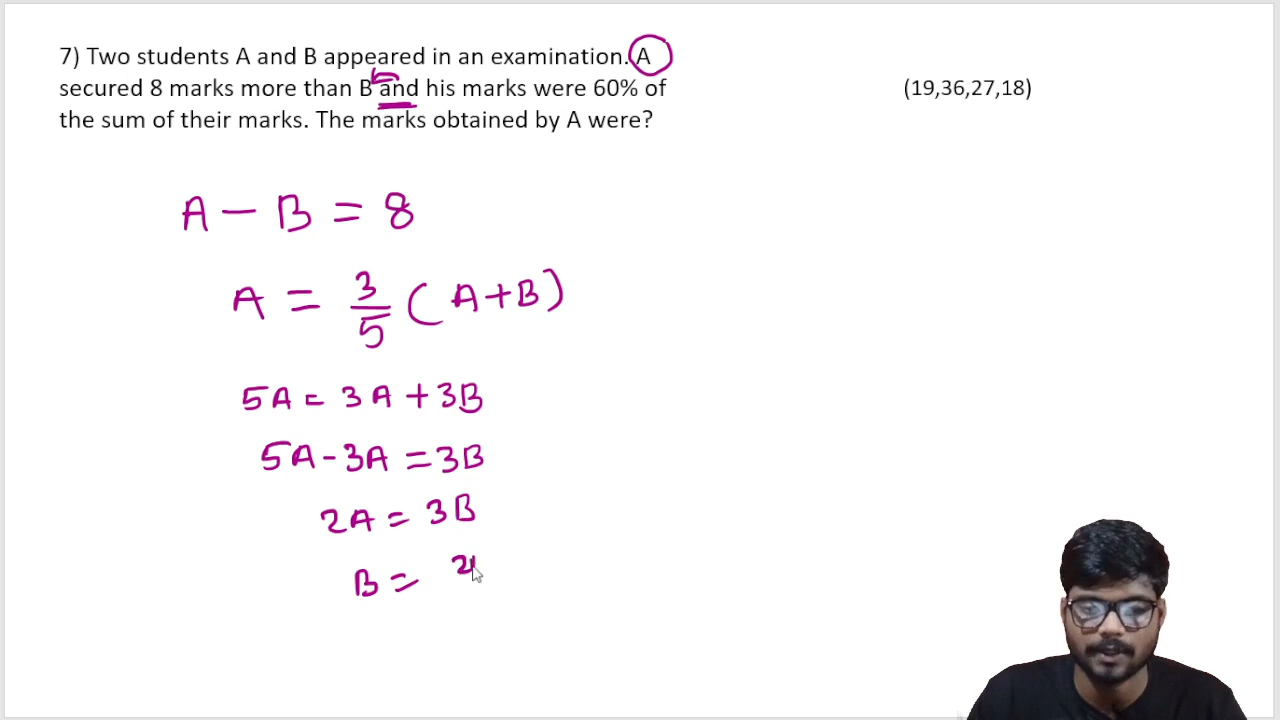 7) Two students A and B appeared in an examination. A
secured 8 marks more than B and his marks were 60% of
the sum of their marks. The marks obtained by A were?
(19,36,27,18)
A - B = 8
A = 3/5 (A+B)
5A = 3A + 3B
5A - 3A = 3B
2A = 3B
B = 2